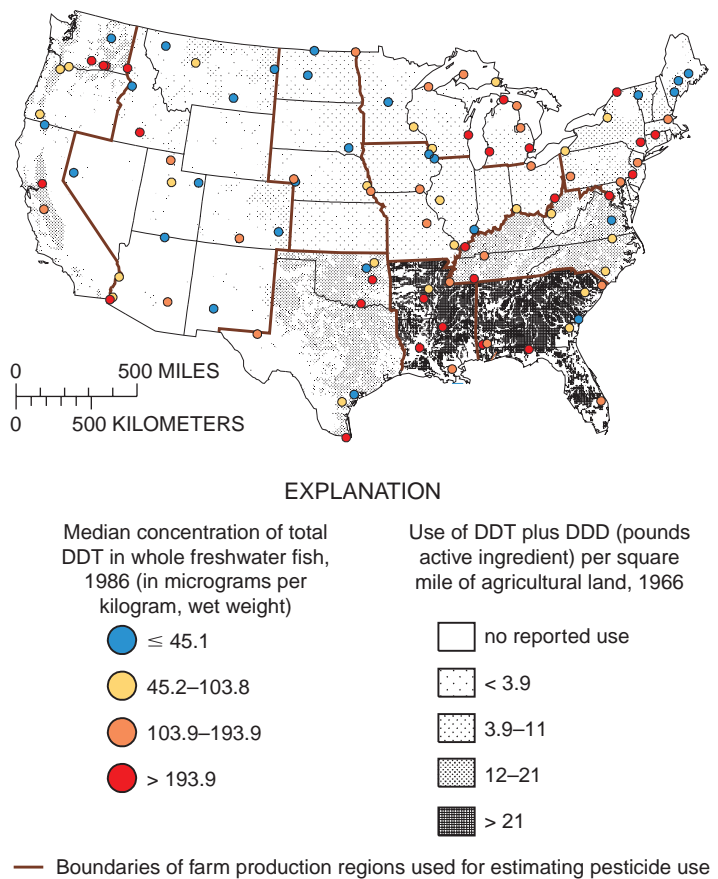 0 500 MILES
0 500 KILOMETERS
EXPLANATION
Median concentration of total
DDT in whole freshwater fish,
1986 (in micrograms per
kilogram, wet weight)
≤ 45.1
45.2–103.8
103.9–193.9
> 193.9
Use of DDT plus DDD (pounds
active ingredient) per square
mile of agricultural land, 1966
no reported use
< 3.9
3.9–11
12–21
> 21
Boundaries of farm production regions used for estimating pesticide use